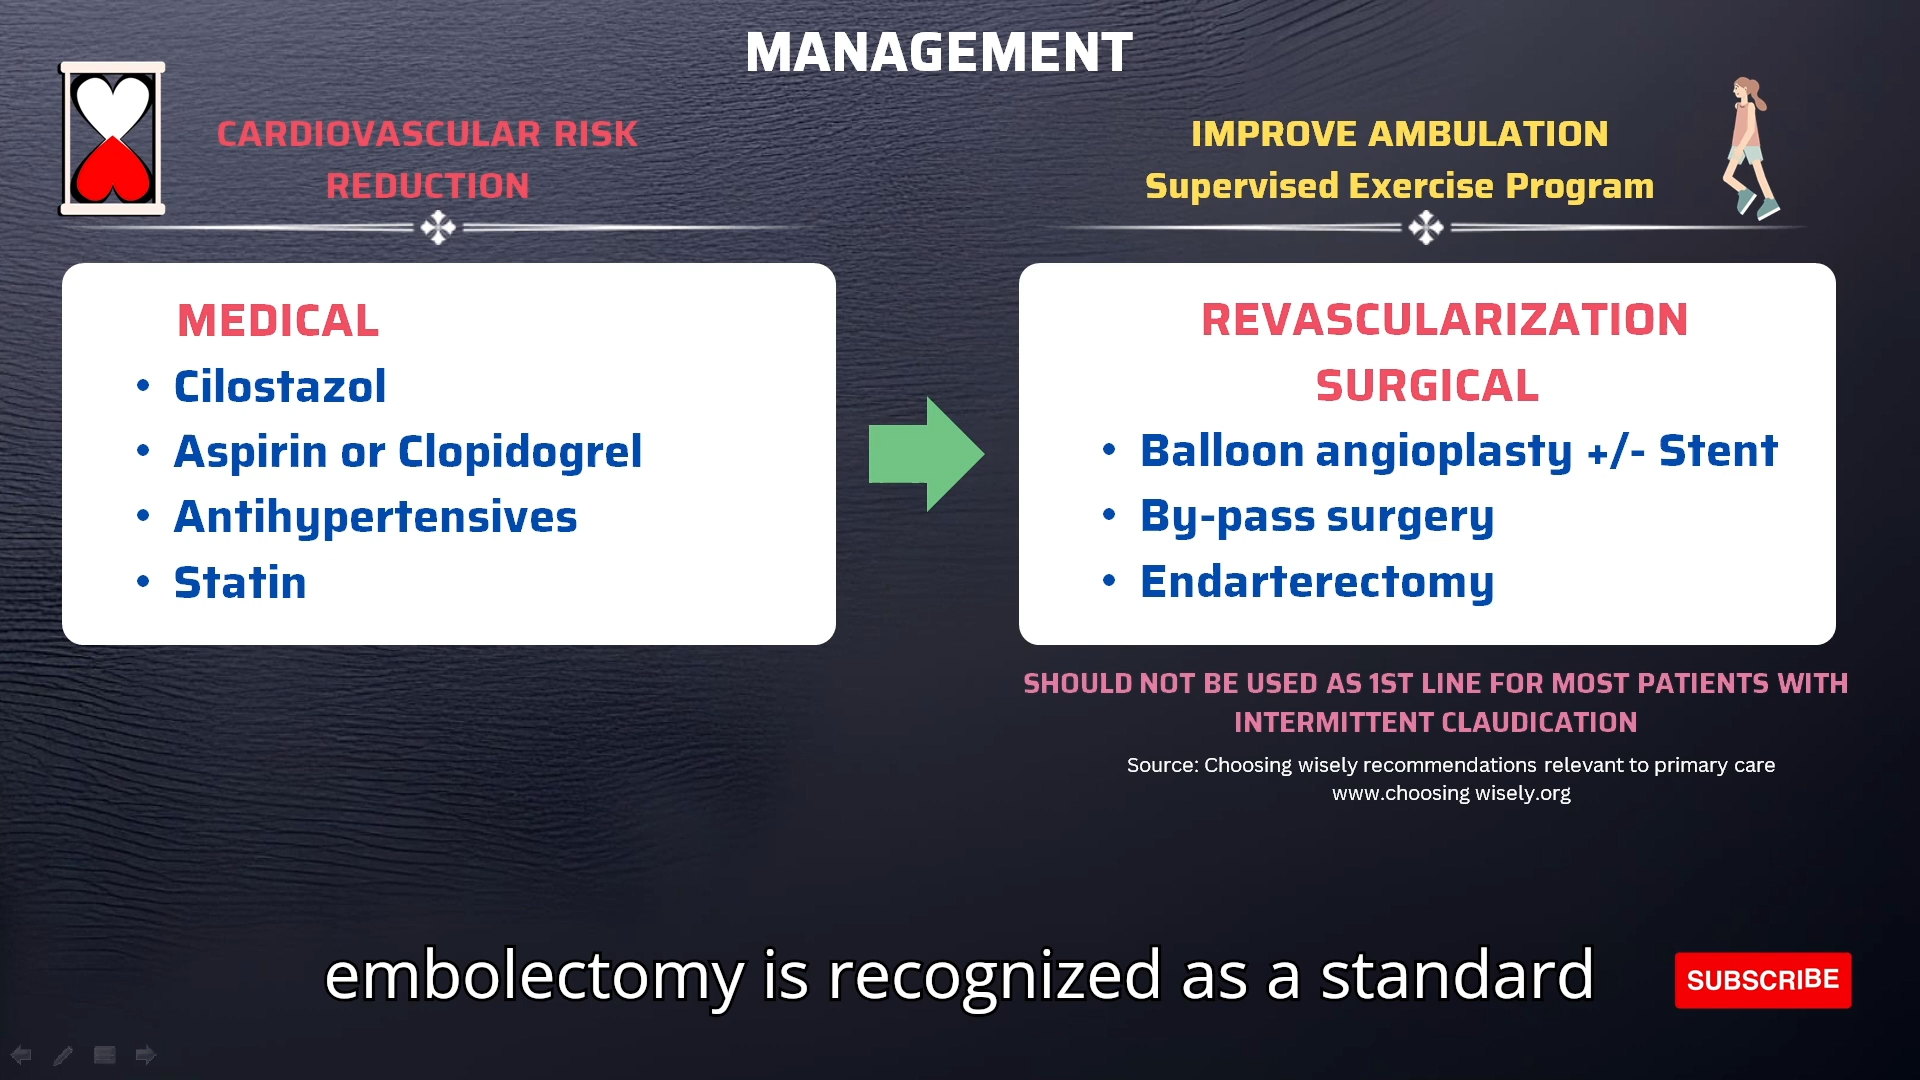 MANAGEMENT
CARDIOVASCULAR RISK
REDUCTION
IMPROVE AMBULATION
Supervised Exercise Program
MEDICAL
• Cilostazol
• Aspirin or Clopidogrel
• Antihypertensives
• Statin
REVASCULARIZATION
SURGICAL
• Balloon angioplasty +/- Stent
• By-pass surgery
• Endarterectomy
SHOULD NOT BE USED AS 1ST LINE FOR MOST PATIENTS WITH
INTERMITTENT CLAUDICATION
Source: Choosing wisely recommendations relevant to primary care
www.choosing wisely.org
embolectomy is recognized as a standard
SUBSCRIBE